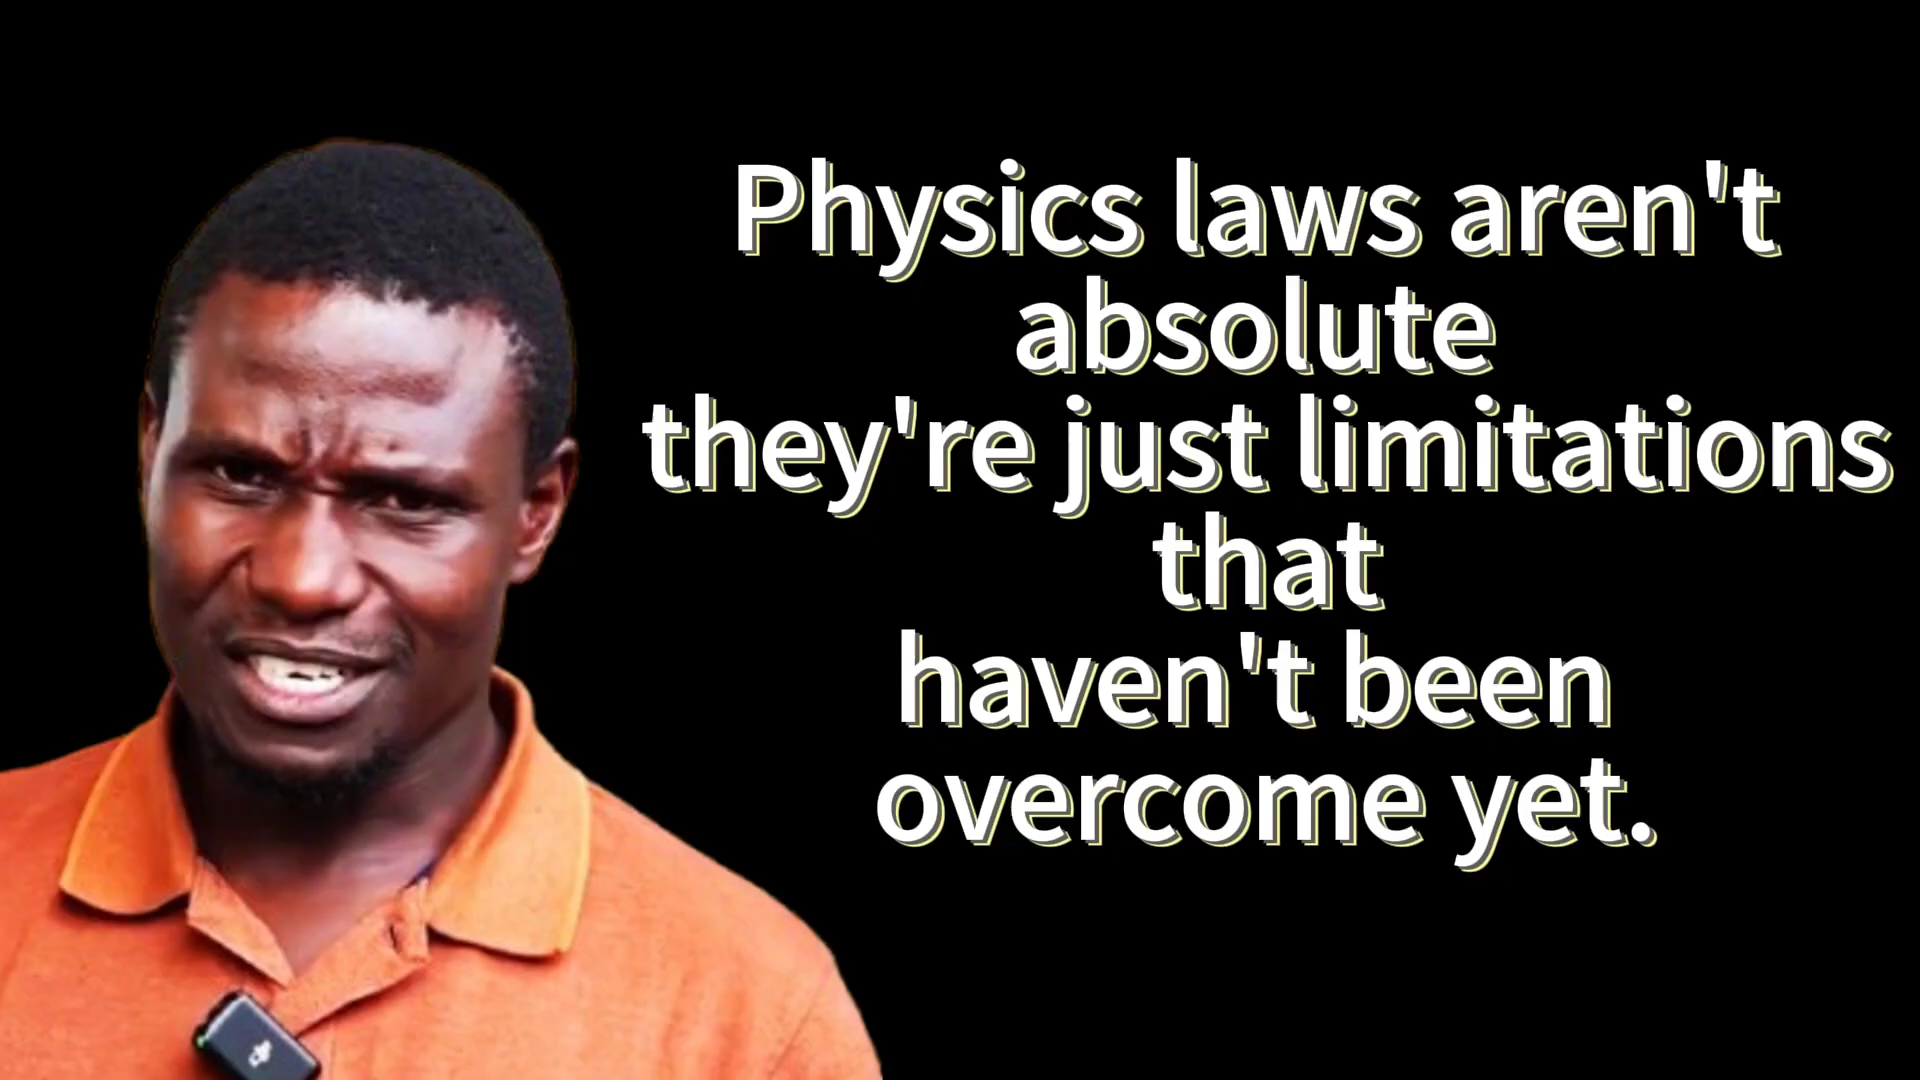 Physics laws aren't
absolute
they're just limitations
that
haven't been
overcome yet.